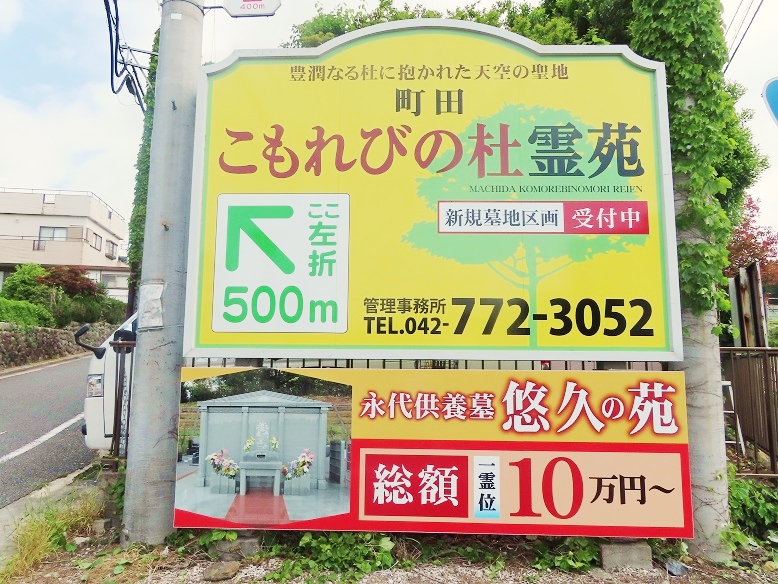 400m
豊潤なる杜に抱かれた天空の聖地
町田
こもれびの杜霊苑
MACHIDA KOMOREBINOMORI REIEN
新規墓地区画 受付中
ここ左折
500m
管理事務所
TEL.042-772-3052
永代供養墓 悠久の苑
総額 一霊位 10万円～